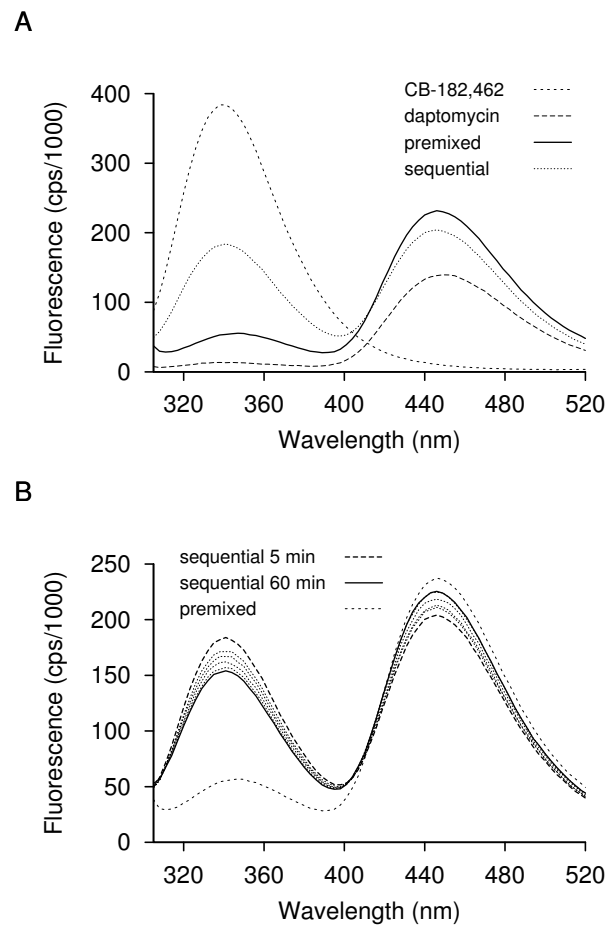 A
Fluorescence (cps/1000)
400
300
200
100
0
CB-182,462
daptomycin
premixed
sequential
320 360 400 440 480 520
Wavelength (nm)
B
Fluorescence (cps/1000)
250
200
150
100
50
0
sequential 5 min
sequential 60 min
premixed
320 360 400 440 480 520
Wavelength (nm)